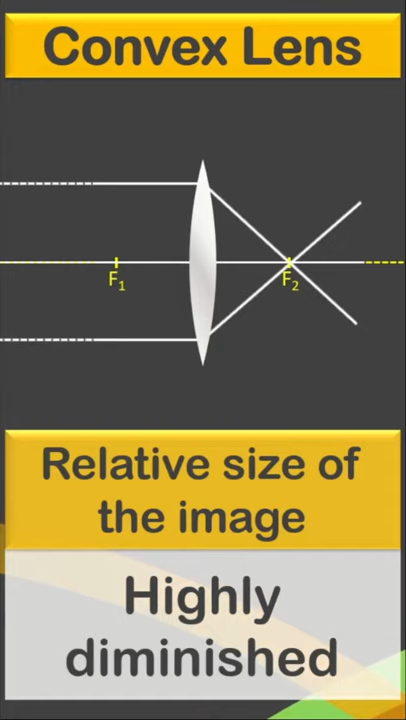 Convex Lens
F₁
F₂
Relative size of
the image
Highly
diminished